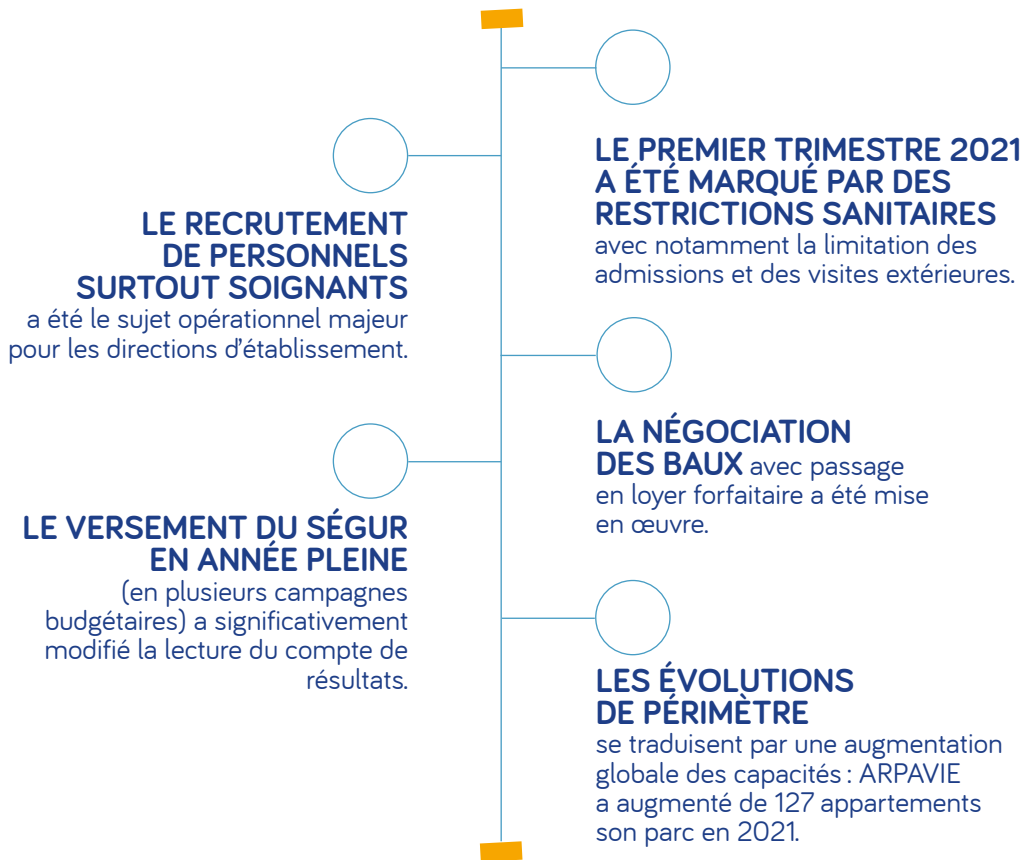 LE PREMIER TRIMESTRE 2021
A ÉTÉ MARQUÉ PAR DES
RESTRICTIONS SANITAIRES
avec notamment la limitation des
admissions et des visites extérieures.
LE RECRUTEMENT
DE PERSONNELS
SURTOUT SOIGNANTS
a été le sujet opérationnel majeur
pour les directions d'établissement.
LA NÉGOCIATION
DES BAUX avec passage
en loyer forfaitaire a été mise
en œuvre.
LE VERSEMENT DU SÉGUR
EN ANNÉE PLEINE
(en plusieurs campagnes
budgétaires) a significativement
modifié la lecture du compte de
résultats.
LES ÉVOLUTIONS
DE PÉRIMÈTRE
se traduisent par une augmentation
globale des capacités : ARPAVIE
a augmenté de 127 appartements
son parc en 2021.